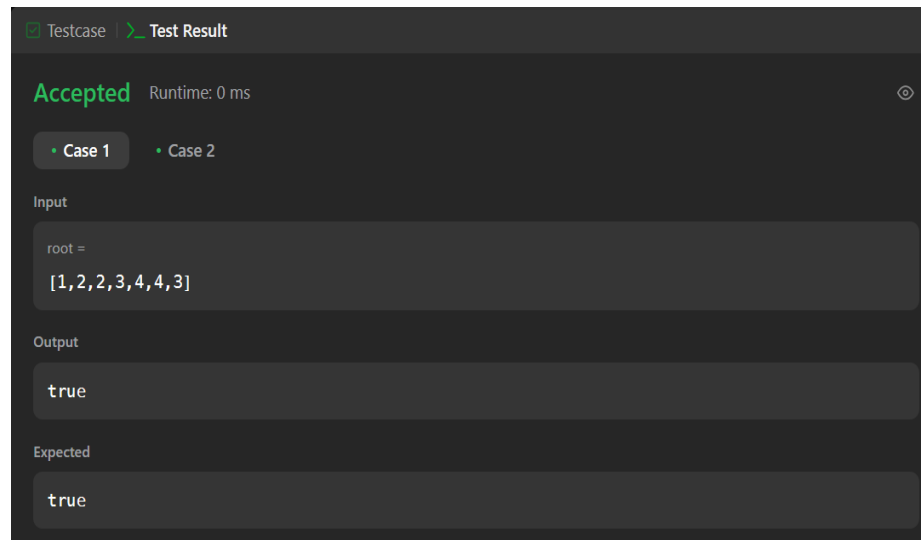 Testcase | >_ Test Result
Accepted Runtime: 0 ms
• Case 1 • Case 2
Input
root =
[1,2,2,3,4,4,3]
Output
true
Expected
true